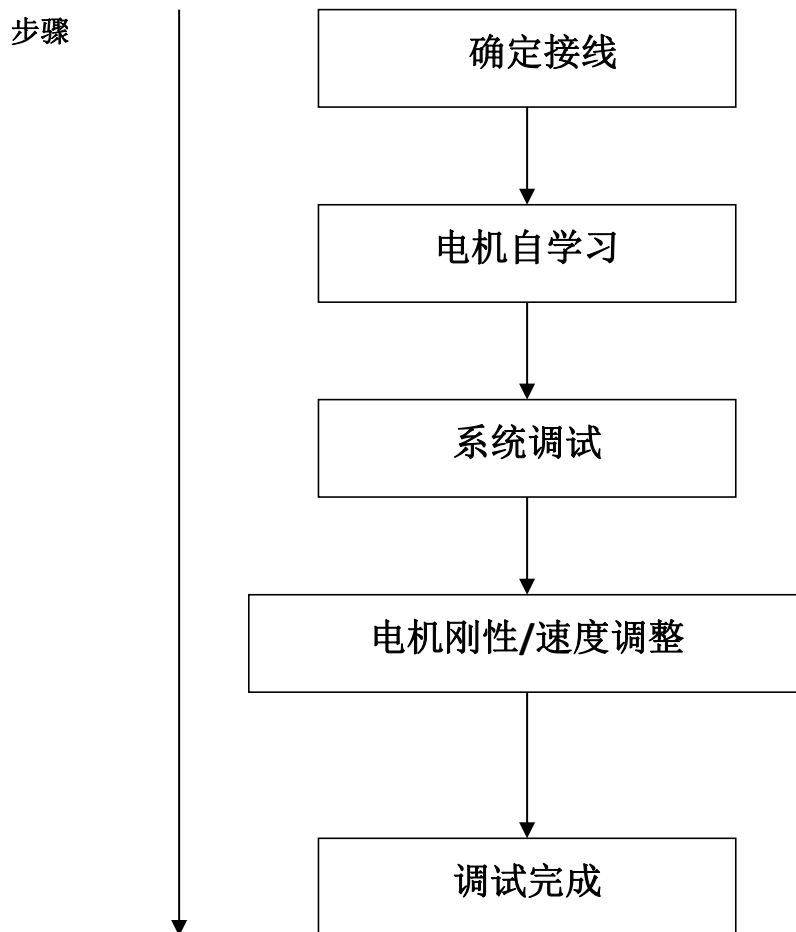 步骤
确定接线
电机自学习
系统调试
电机刚性/速度调整
调试完成